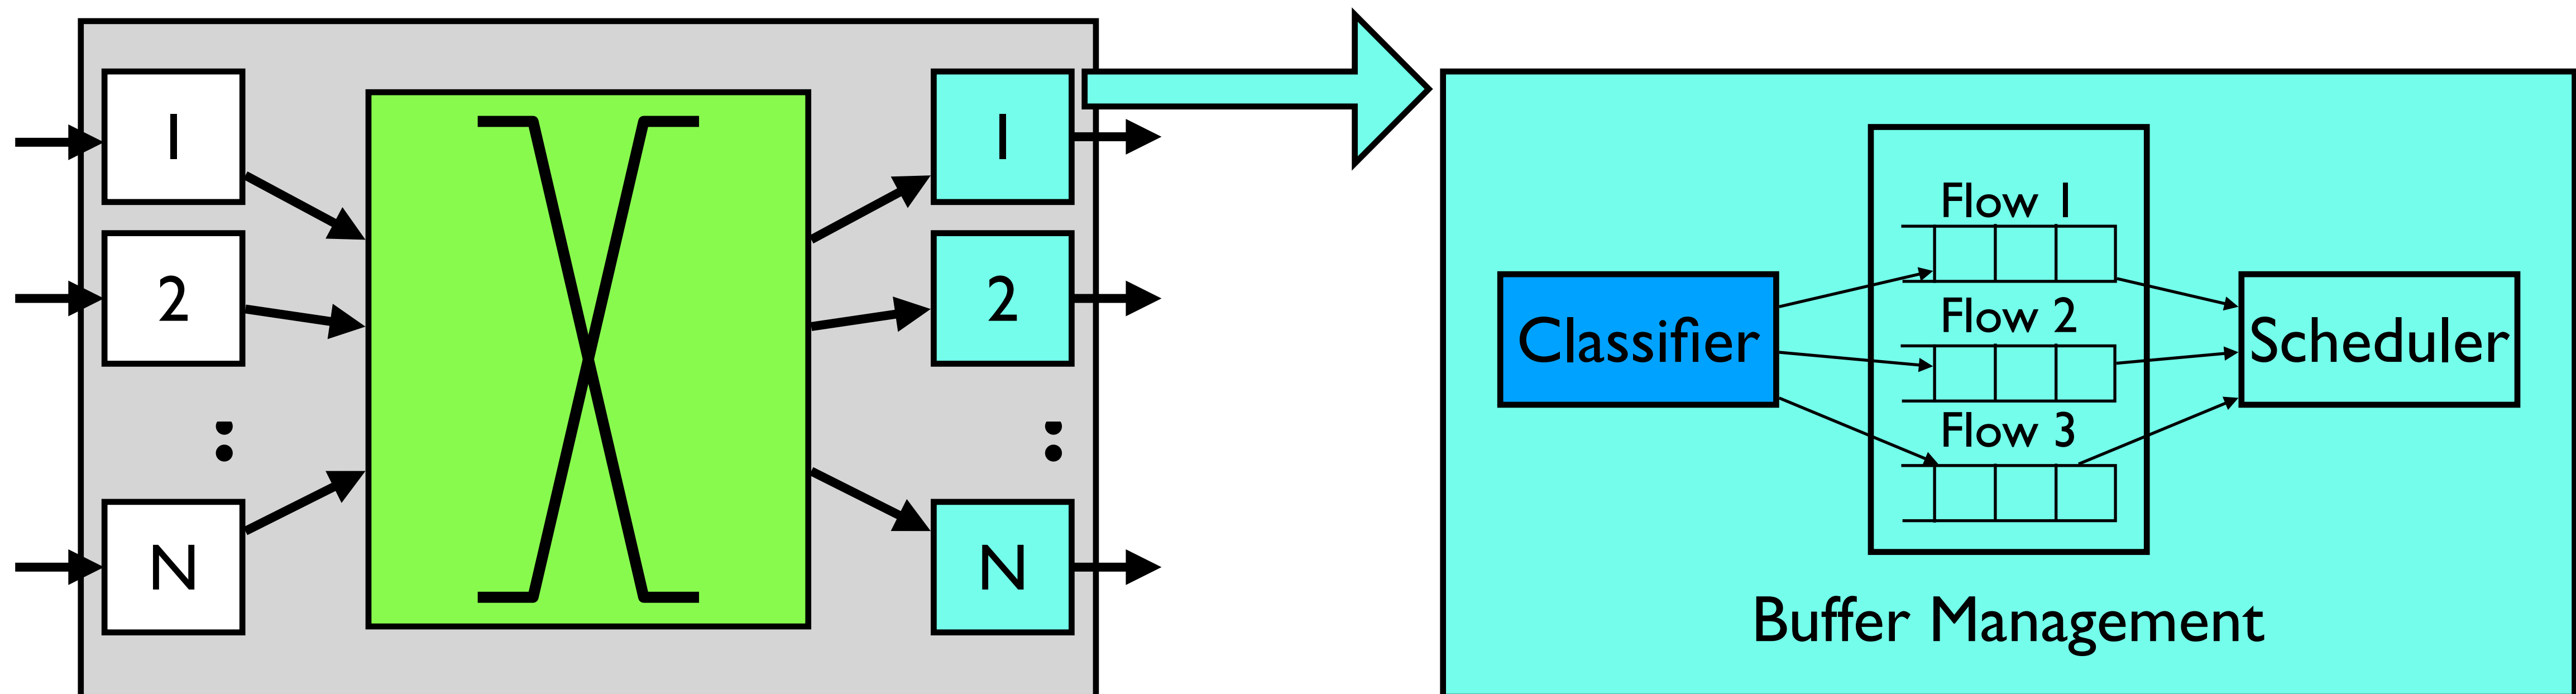 1
2
N
1
2
N
Classifier
Flow 1
Flow 2
Flow 3
Scheduler
Buffer Management